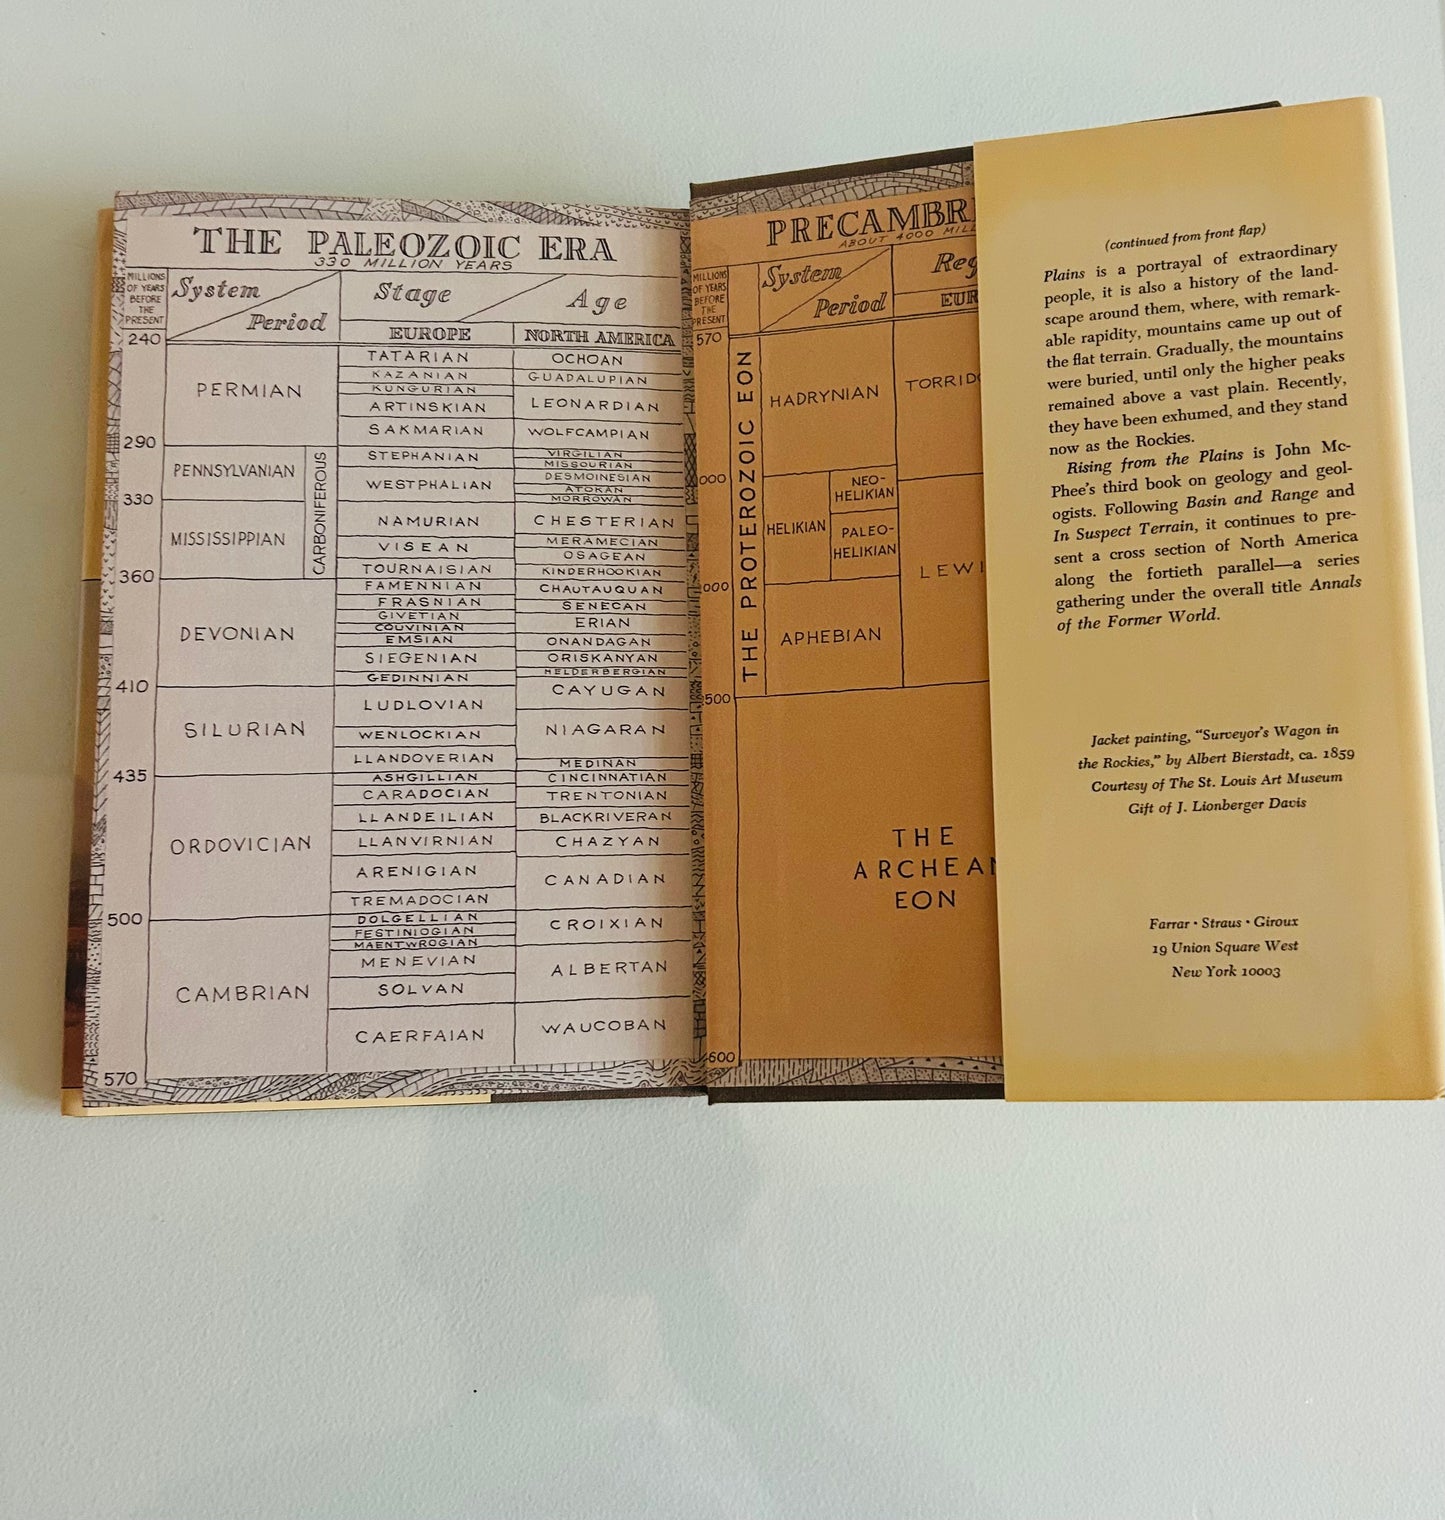 THE PALEOZOIC ERA
330 MILLION YEARS
MILLIONS
OF YEARS
BEFORE
THE
PRESENT
System
Period
Stage
Age
EUROPE
NORTH AMERICA
240
290
330
360
410
435
500
570
PERMIAN
PENNSYLVANIAN
MISSISSIPPIAN
CARBONIFEROUS
DEVONIAN
SILURIAN
ORDOVICIAN
CAMBRIAN
TATARIAN
KAZANIAN
KUNGURIAN
ARTINSKIAN
SAKMARIAN
STEPHANIAN
WESTPHALIAN
NAMURIAN
VISEAN
TOURNAISIAN
FAMENNIAN
FRASNIAN
GIVETIAN
COUVINIAN
EMSIAN
SIEGENIAN
GEDINNIAN
LUDLOVIAN
WENLOCKIAN
LLANDOVERIAN
ASHGILLIAN
CARADOCIAN
LLANDEILIAN
LLANVIRNIAN
ARENIGIAN
TREMADOCIAN
DOLGELLIAN
FESTINIOGIAN
MAENTWROGIAN
MENEVIAN
SOLVAN
CAERFAIAN
OCHOAN
GUADALUPIAN
LEONARDIAN
WOLFCAMPIAN
VIRGILIAN
MISSOURIAN
DESMOINESIAN
ATOKAN
MORROWAN
CHESTERIAN
MERAMECIAN
OSAGEAN
KINDERHOOKIAN
CHAUTAUQUAN
SENECAN
ERIAN
ONANDAGAN
ORISKANYAN
HELDERBERGIAN
CAYUGAN
NIAGARAN
MEDINAN
CINCINNATIAN
TRENTONIAN
BLACKRIVERAN
CHAZYAN
CANADIAN
CROIXIAN
ALBERTAN
WAUCOBAN
PRECAMBRI
ABOUT 4000 MILL
MILLIONS
OF YEARS
BEFORE
THE
PRESENT
System
Period
Reg
EUR
570
000
000
500
600
THE PROTEROZOIC EON
HADRYNIAN
HELIKIAN
NEO-
HELIKIAN
PALEO-
HELIKIAN
APHEBIAN
TORRID
LEWI
THE
ARCHEAN
EON
(continued from front flap)
Plains is a portrayal of extraordinary
people, it is also a history of the land-
scape around them, where, with remark-
able rapidity, mountains came up out of
the flat terrain. Gradually, the mountains
were buried, until only the higher peaks
remained above a vast plain. Recently,
they have been exhumed, and they stand
now as the Rockies.
Rising from the Plains is John Mc-
Phee's third book on geology and geol-
ogists. Following Basin and Range and
In Suspect Terrain, it continues to pre-
sent a cross section of North America
along the fortieth parallel—a series
gathering under the overall title Annals
of the Former World.
Jacket painting, "Surveyor's Wagon in
the Rockies," by Albert Bierstadt, ca. 1859
Courtesy of The St. Louis Art Museum
Gift of J. Lionberger Davis
Farrar • Straus • Giroux
19 Union Square West
New York 10003